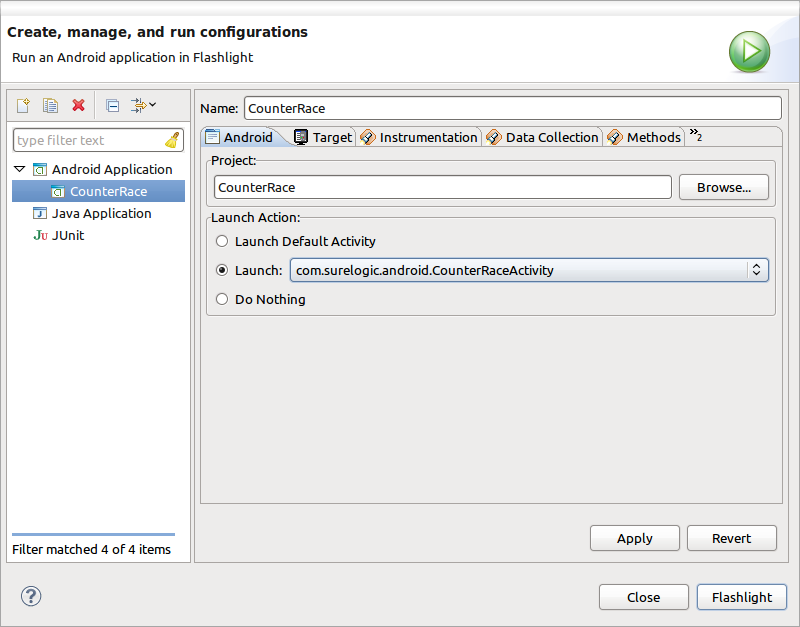 Create, manage, and run configurations
Run an Android application in Flashlight
type filter text
Android Application
CounterRace
Java Application
Ju JUnit
Filter matched 4 of 4 items
Name: CounterRace
Android Target Instrumentation Data Collection Methods »2
Project:
CounterRace Browse...
Launch Action:
Launch Default Activity
Launch: com.surelogic.android.CounterRaceActivity
Do Nothing
Apply Revert
? Close Flashlight